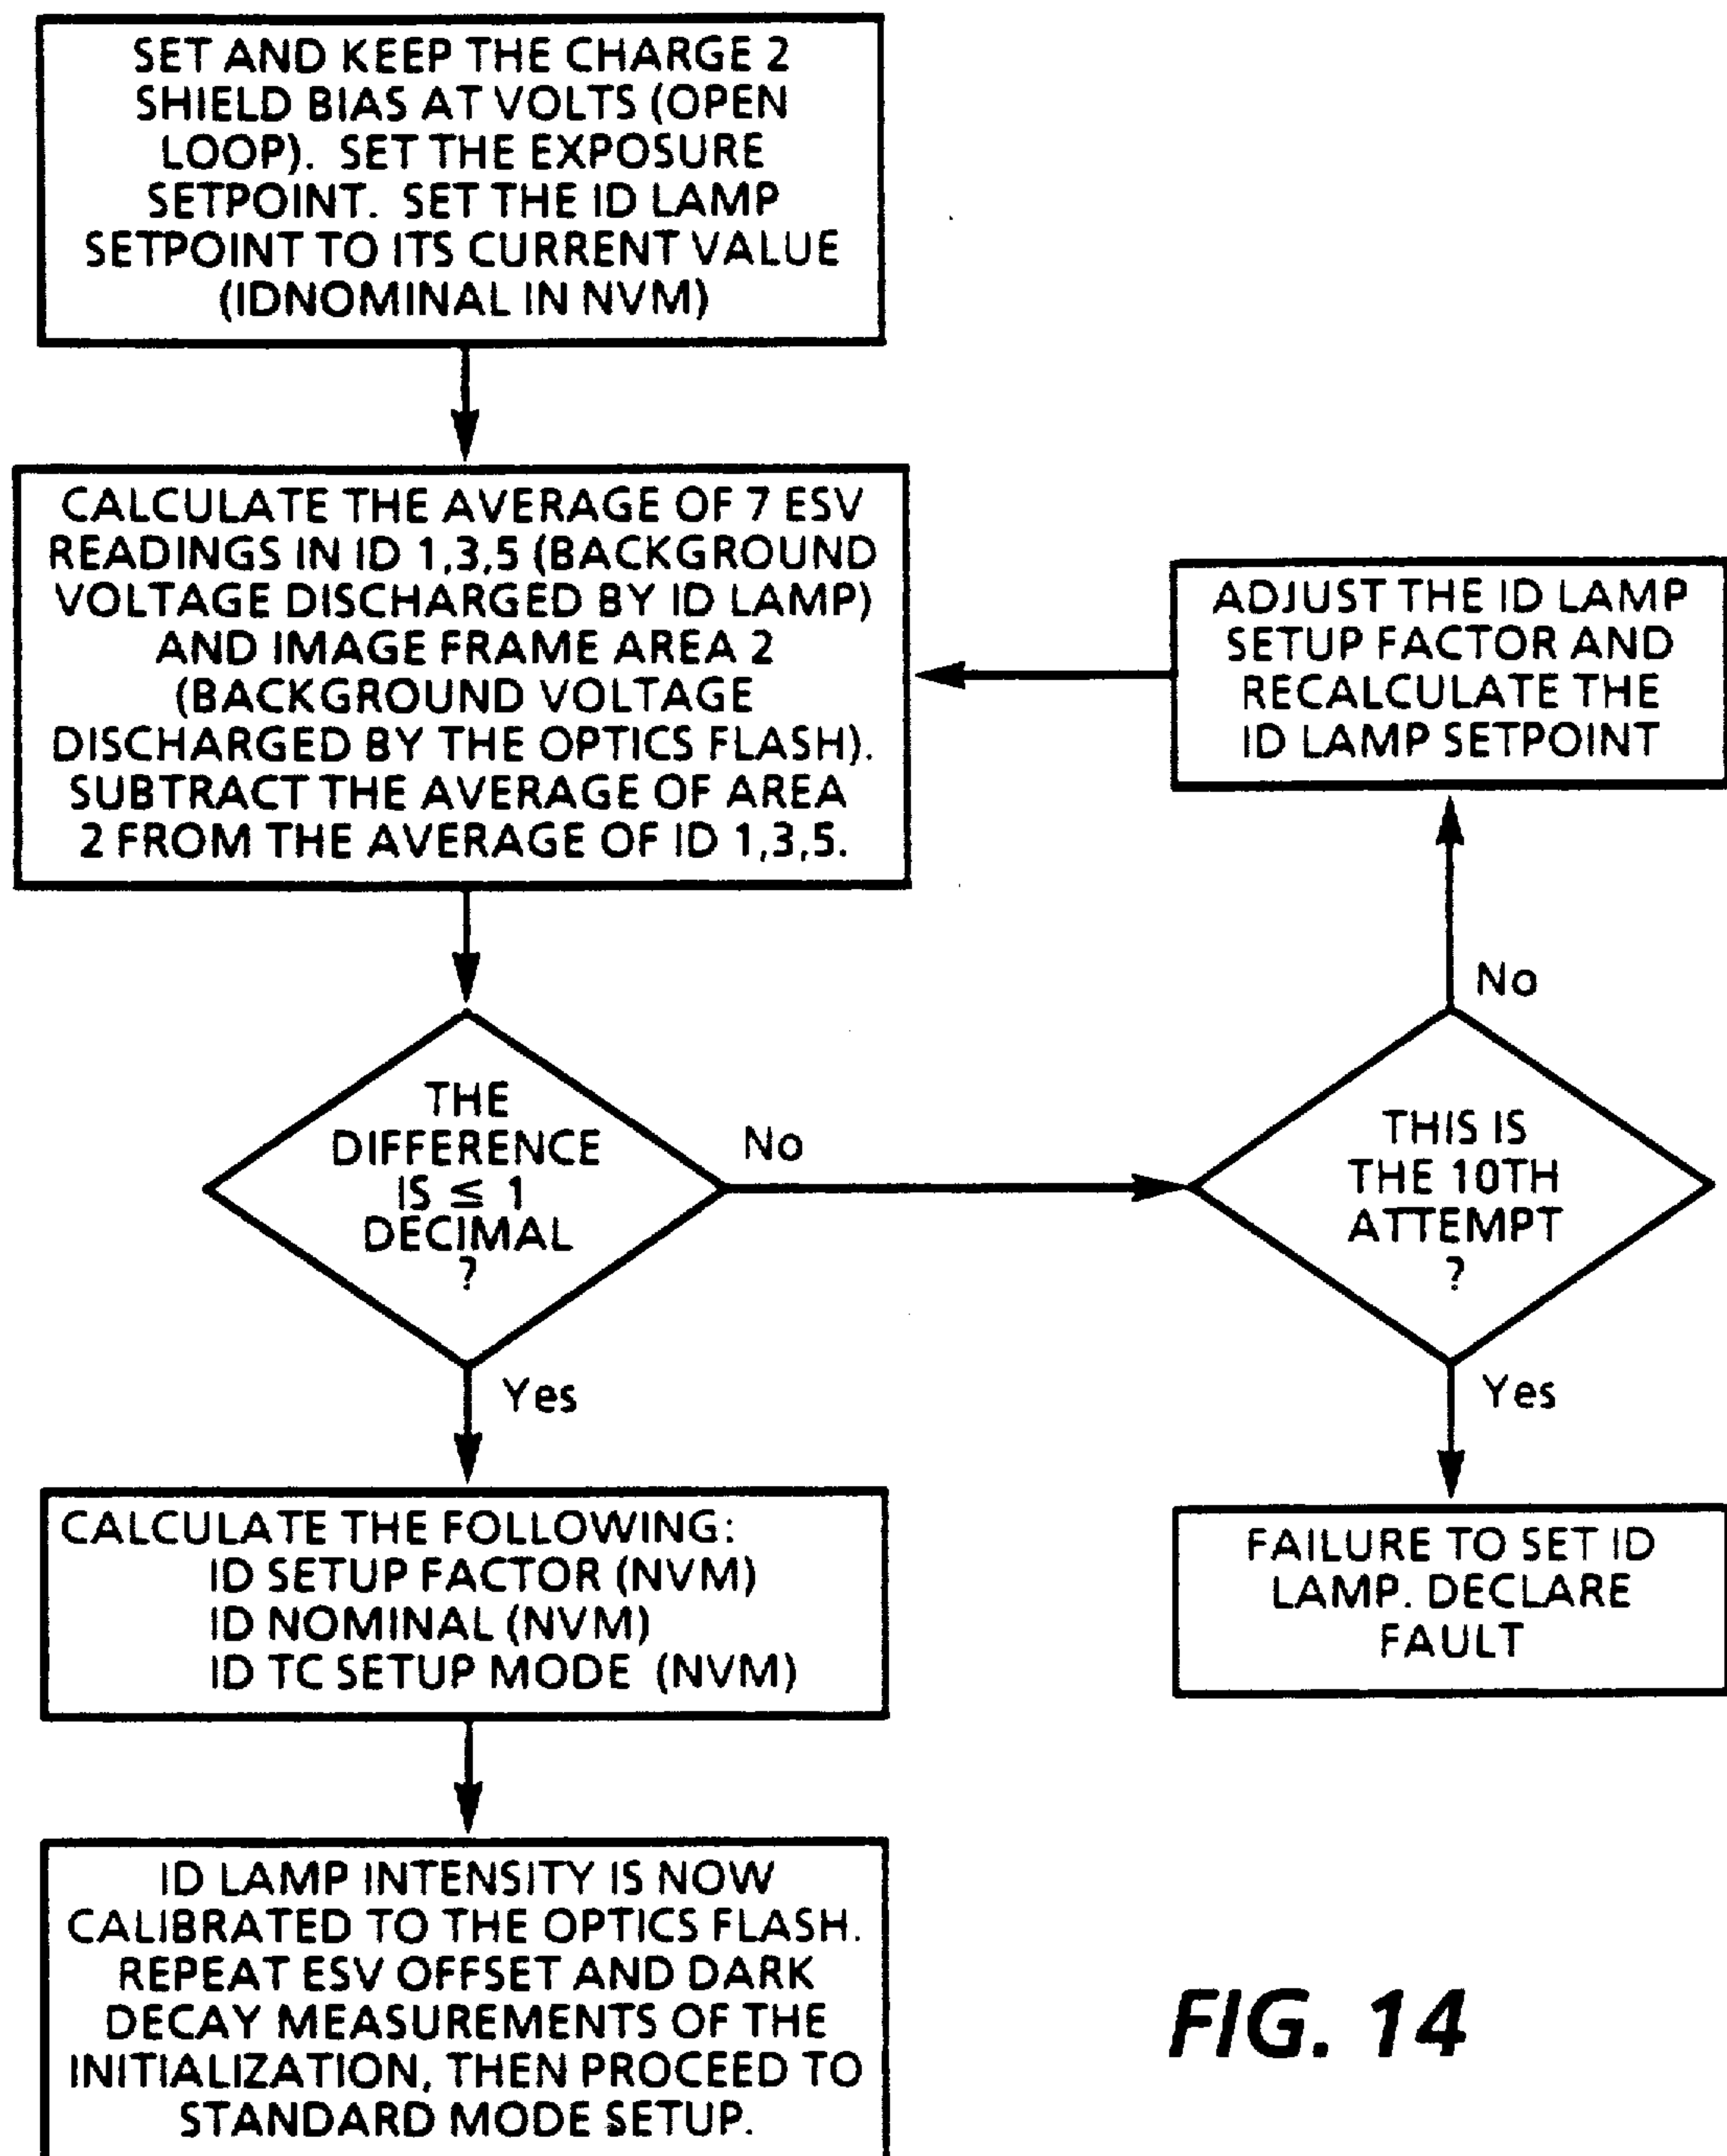 SET AND KEEP THE CHARGE 2
SHIELD BIAS AT VOLTS (OPEN
LOOP). SET THE EXPOSURE
SETPOINT. SET THE ID LAMP
SETPOINT TO ITS CURRENT VALUE
(IDNOMINAL IN NVM)
CALCULATE THE AVERAGE OF 7 ESV
READINGS IN ID 1,3,5 (BACKGROUND
VOLTAGE DISCHARGED BY ID LAMP)
AND IMAGE FRAME AREA 2
(BACKGROUND VOLTAGE
DISCHARGED BY THE OPTICS FLASH).
SUBTRACT THE AVERAGE OF AREA
2 FROM THE AVERAGE OF ID 1,3,5.
ADJUST THE ID LAMP
SETUP FACTOR AND
RECALCULATE THE
ID LAMP SETPOINT
No
THE
DIFFERENCE
IS ≤ 1
DECIMAL
?
No
THIS IS
THE 10TH
ATTEMPT
?
Yes
Yes
CALCULATE THE FOLLOWING:
ID SETUP FACTOR (NVM)
ID NOMINAL (NVM)
ID TC SETUP MODE (NVM)
FAILURE TO SET ID
LAMP. DECLARE
FAULT
ID LAMP INTENSITY IS NOW
CALIBRATED TO THE OPTICS FLASH.
REPEAT ESV OFFSET AND DARK
DECAY MEASUREMENTS OF THE
INITIALIZATION, THEN PROCEED TO
STANDARD MODE SETUP.
FIG. 14